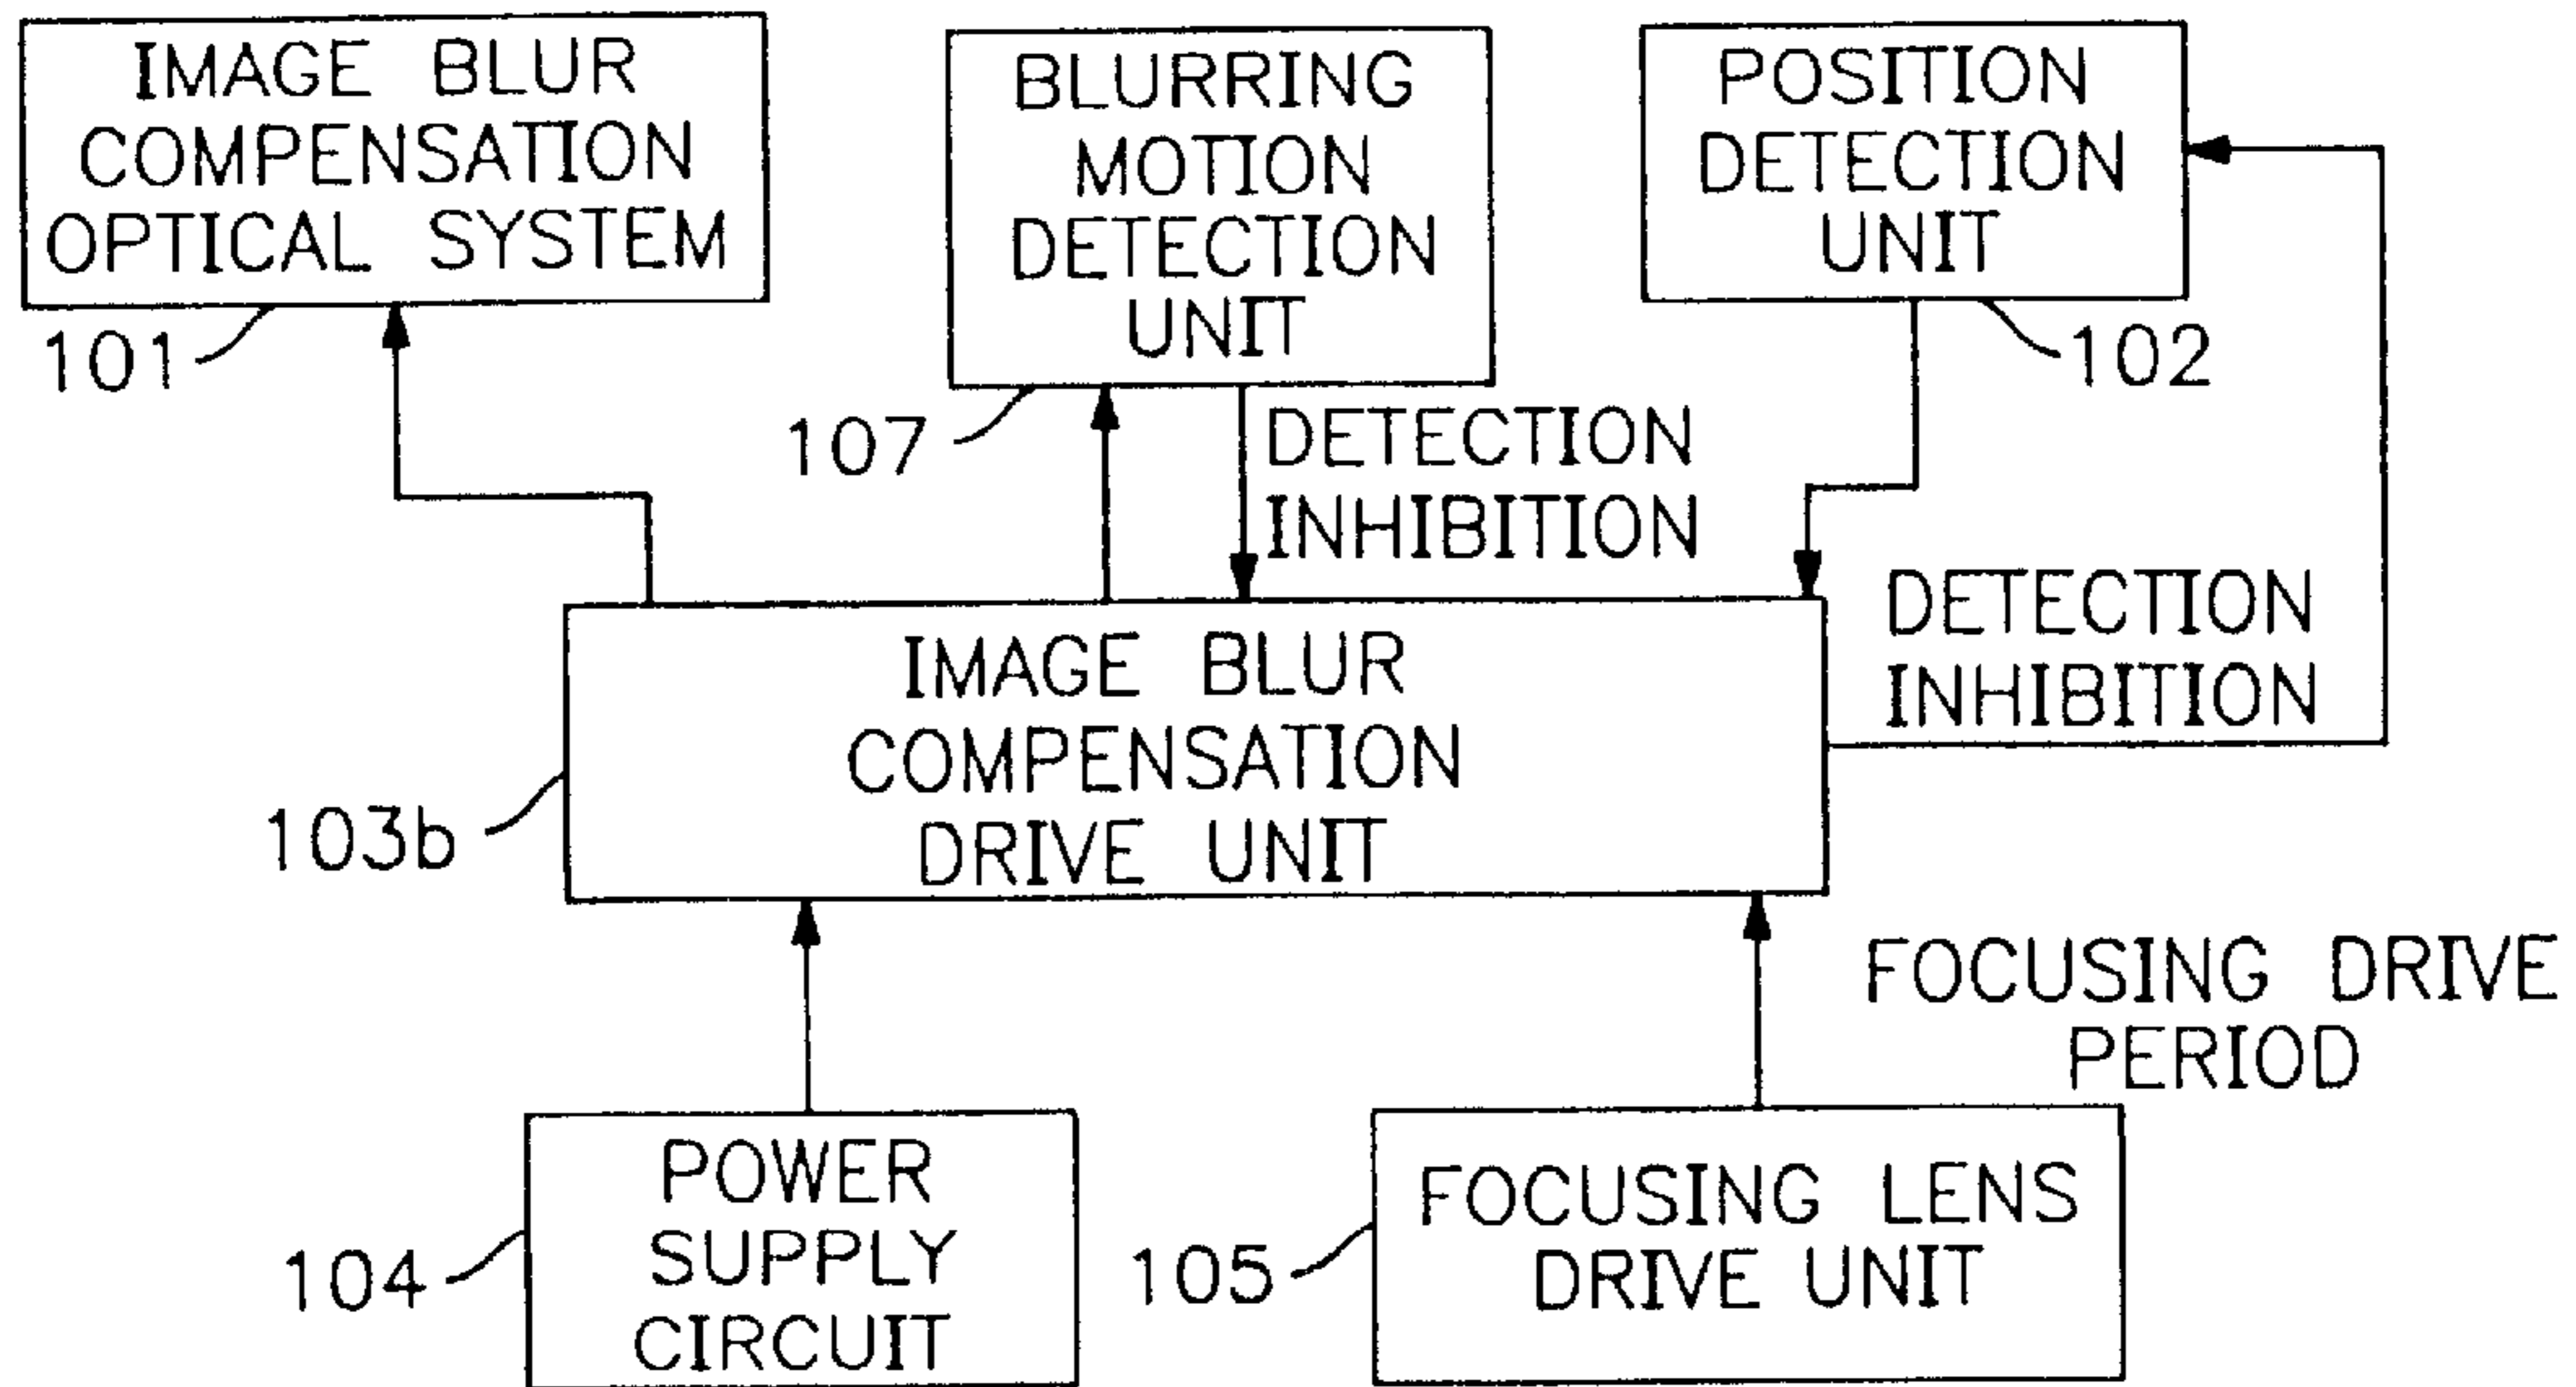 IMAGE BLUR
COMPENSATION
OPTICAL SYSTEM
101
BLURRING
MOTION
DETECTION
UNIT
107
POSITION
DETECTION
UNIT
102
DETECTION
INHIBITION
DETECTION
INHIBITION
IMAGE BLUR
COMPENSATION
DRIVE UNIT
103b
FOCUSING DRIVE
PERIOD
POWER
SUPPLY
CIRCUIT
104
FOCUSING LENS
DRIVE UNIT
105